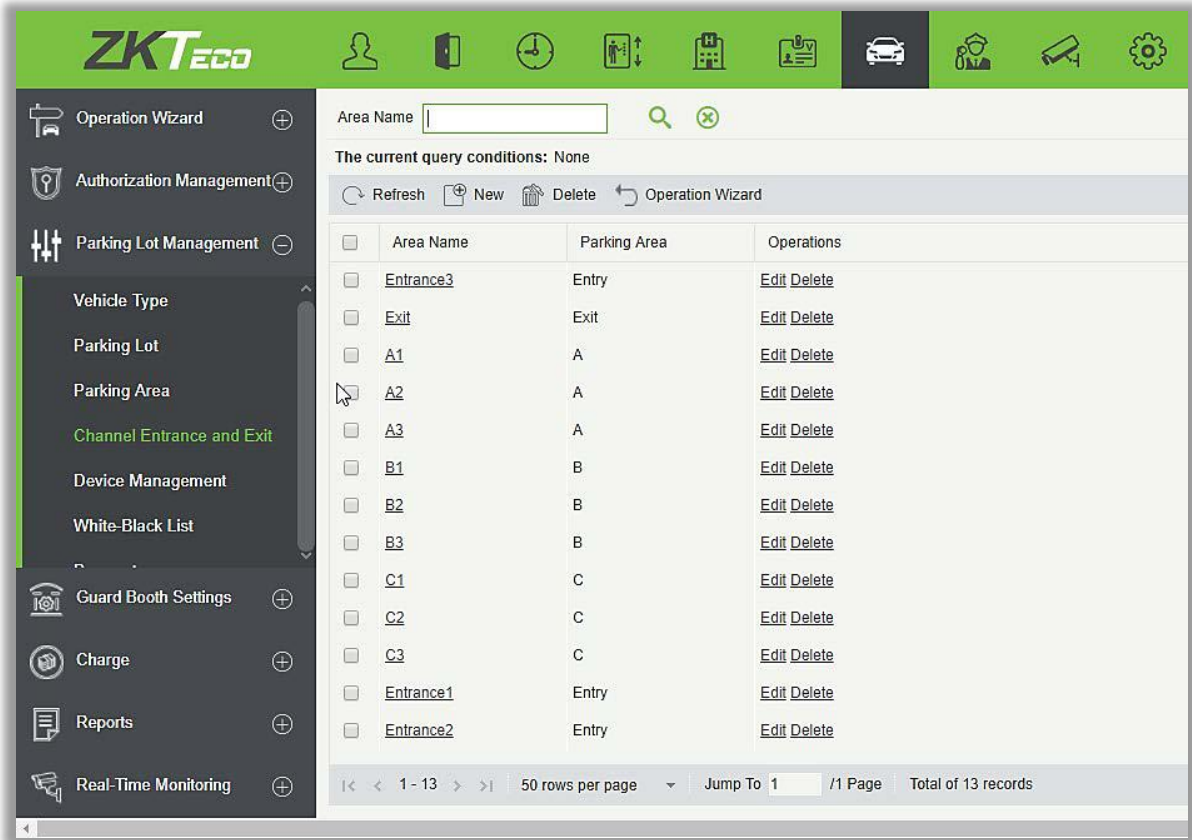 ZKTECO
H
V
Operation Wizard
Authorization Management
Parking Lot Management
Vehicle Type
Parking Lot
Parking Area
Channel Entrance and Exit
Device Management
White-Black List
Guard Booth Settings
Charge
Reports
Real-Time Monitoring
Area Name
The current query conditions: None
Refresh New Delete Operation Wizard
Area Name Parking Area Operations
Entrance3 Entry Edit Delete
Exit Exit Edit Delete
A1 A Edit Delete
A2 A Edit Delete
A3 A Edit Delete
B1 B Edit Delete
B2 B Edit Delete
B3 B Edit Delete
C1 C Edit Delete
C2 C Edit Delete
C3 C Edit Delete
Entrance1 Entry Edit Delete
Entrance2 Entry Edit Delete
1 - 13 50 rows per page Jump To 1 /1 Page Total of 13 records